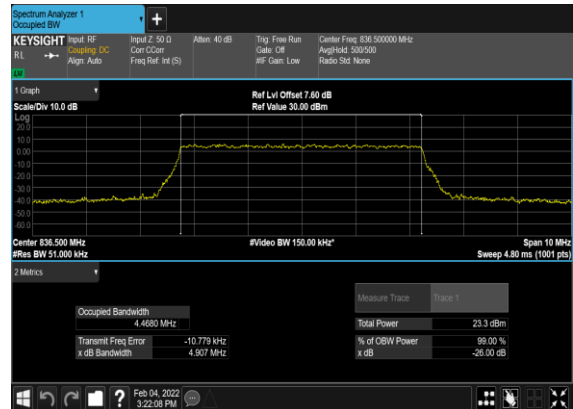 Spectrum Analyzer 1
Occupied BW
+
KEYSIGHT Input: RF Input Z: 50 Ω Atten: 40 dB Trig: Free Run Center Freq: 836.500000 MHz
RL Coupling: DC Corr CCorr Gate: Off Avg|Hold: 500/500
Align: Auto Freq Ref: Int (S) #IF Gain: Low Radio Std: None
1 Graph
Ref Lvl Offset 7.60 dB
Scale/Div 10.0 dB Ref Value 30.00 dBm
Log
20.0
10.0
0.00
-10.0
-20.0
-30.0
-40.0
-50.0
-60.0
Center 836.500 MHz #Video BW 150.00 kHz* Span 10 MHz
#Res BW 51.000 kHz Sweep 4.80 ms (1001 pts)
2 Metrics
Measure Trace Trace 1
Occupied Bandwidth
4.4680 MHz Total Power 23.3 dBm
Transmit Freq Error -10.779 kHz % of OBW Power 99.00 %
x dB Bandwidth 4.907 MHz x dB -26.00 dB
? Feb 04, 2022
3:22:08 PM